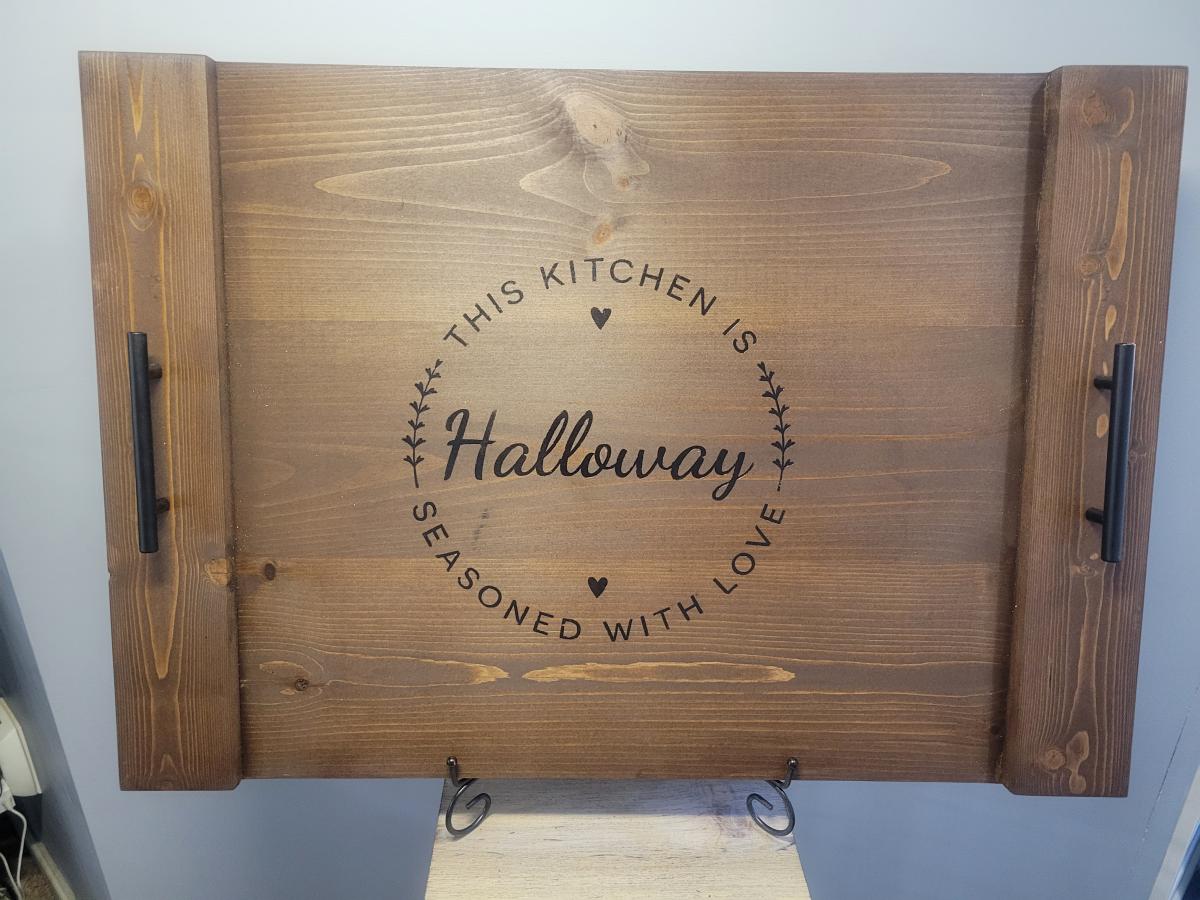 THIS KITCHEN IS
Halloway
SEASONED WITH LOVE